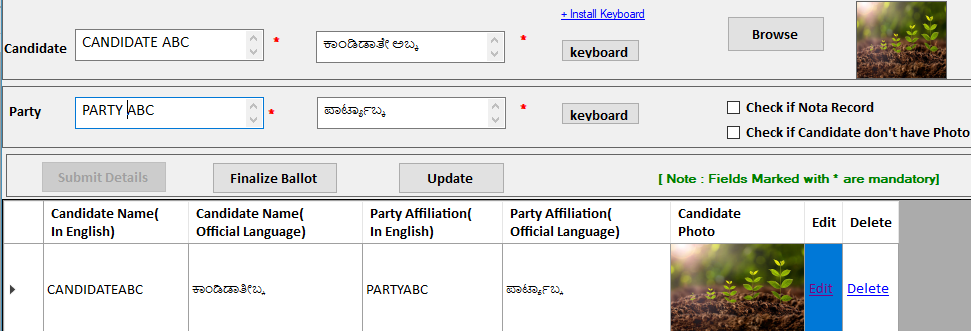 + Install Keyboard
Candidate CANDIDATE ABC * ಕಾಂಡಿಡಾತೇ ಅಬ್ಕ * keyboard Browse
Party PARTY ABC * ಪಾರ್ಟ್ಯಾಬ್ಕ * keyboard
Check if Nota Record
Check if Candidate don't have Photo
Submit Details Finalize Ballot Update [ Note : Fields Marked with * are mandatory]
Candidate Name( In English) Candidate Name( Official Language) Party Affiliation( In English) Party Affiliation( Official Language) Candidate Photo Edit Delete
CANDIDATEABC ಕಾಂಡಿಡಾತೀಬ್ಕ PARTYABC ಪಾರ್ಟ್ಯಾಬ್ಕ Edit Delete